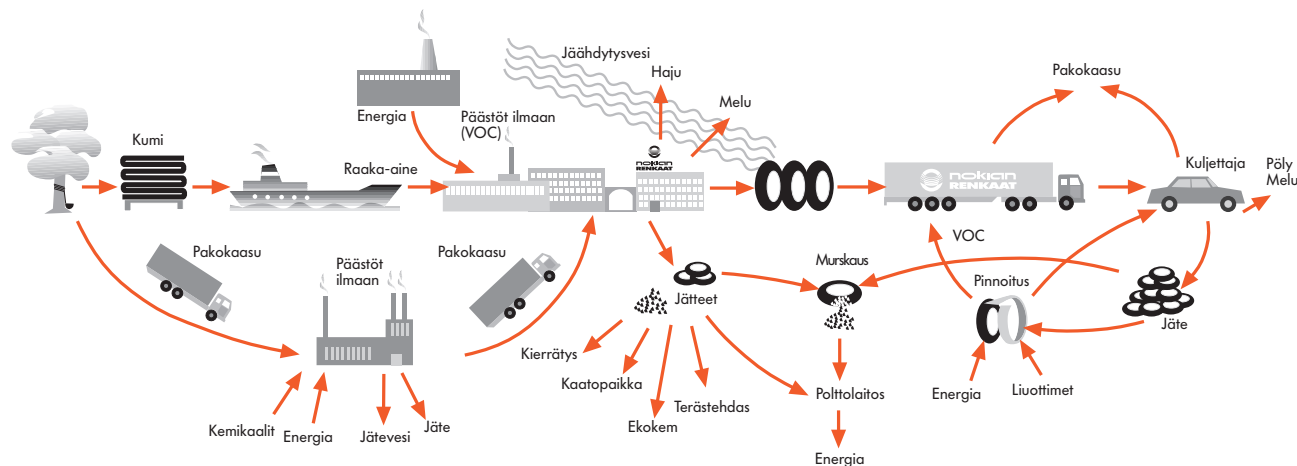 Jäähdytysvesi
Haju
Pakokaasu
Melu
Energia
Päästöt ilmaan
(VOC)
Kumi
nokian
RENKAAT
Raaka-aine
nokian
RENKAAT
Kuljettaja
Pöly
Melu
VOC
Pakokaasu
Päästöt
ilmaan
Pakokaasu
Murskaus
Pinnoitus
Jätteet
Jäte
Kierrätys
Kaatopaikka
Terästehdas
Polttolaitos
Energia
Liuottimet
Ekokem
Kemikaalit
Energia
Jätevesi
Jäte
Energia